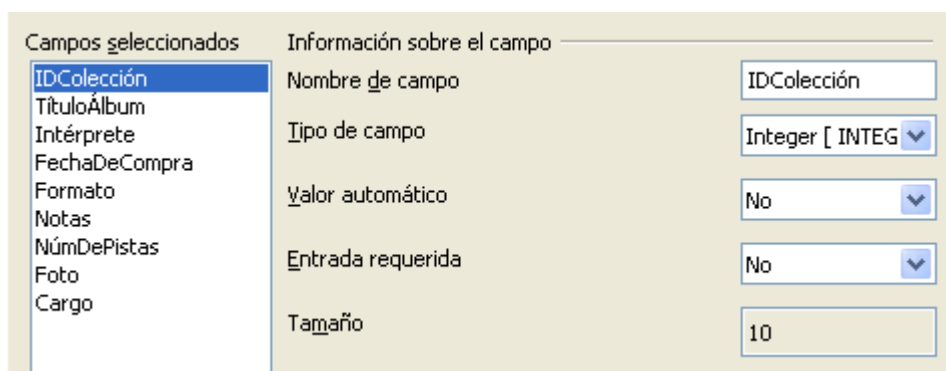 Campos seleccionados
IDColección
TítuloÁlbum
Intérprete
FechaDeCompra
Formato
Notas
NúmDePistas
Foto
Cargo
Información sobre el campo
Nombre de campo
IDColección
Tipo de campo
Integer [ INTEG
Valor automático
No
Entrada requerida
No
Tamaño
10